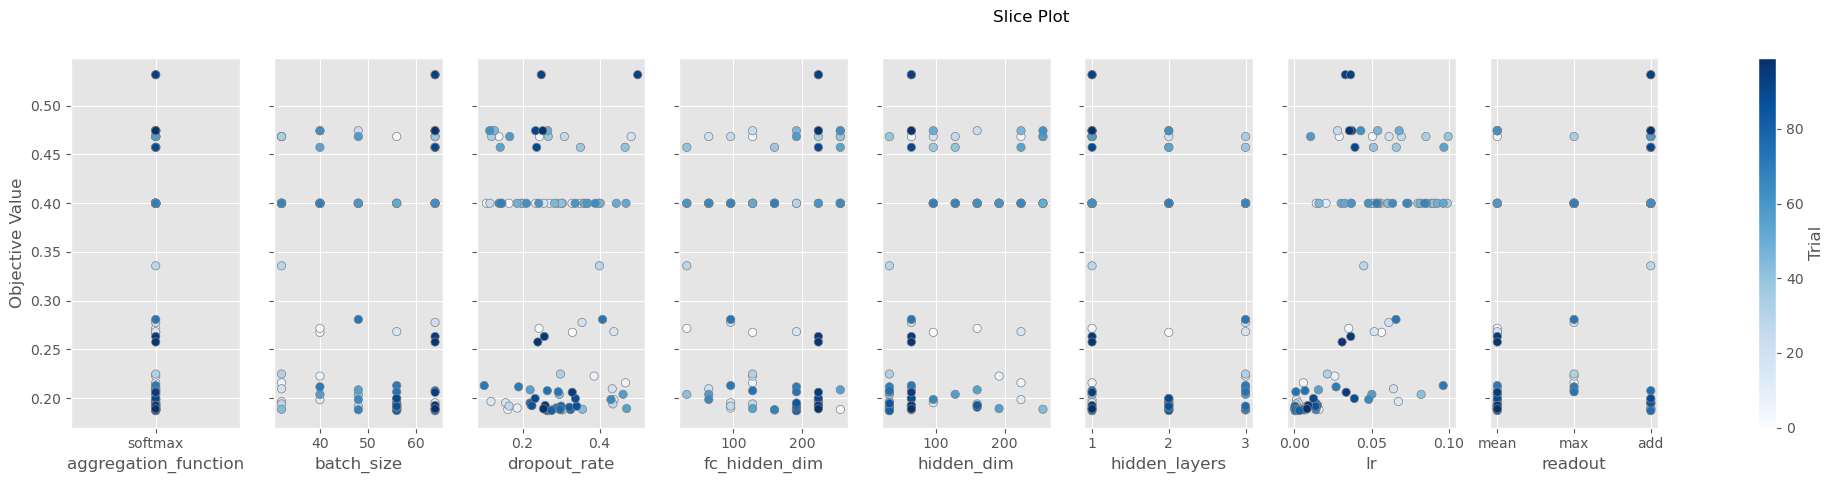 Slice Plot
Objective Value
0.50
0.45
0.40
0.35
0.30
0.25
0.20
softmax
aggregation_function
40 60
batch_size
0.2 0.4
dropout_rate
100 200
fc_hidden_dim
100 200
hidden_dim
1 2 3
hidden_layers
0.00 0.05 0.10
lr
mean max add
readout
80
60
40
20
0
Trial